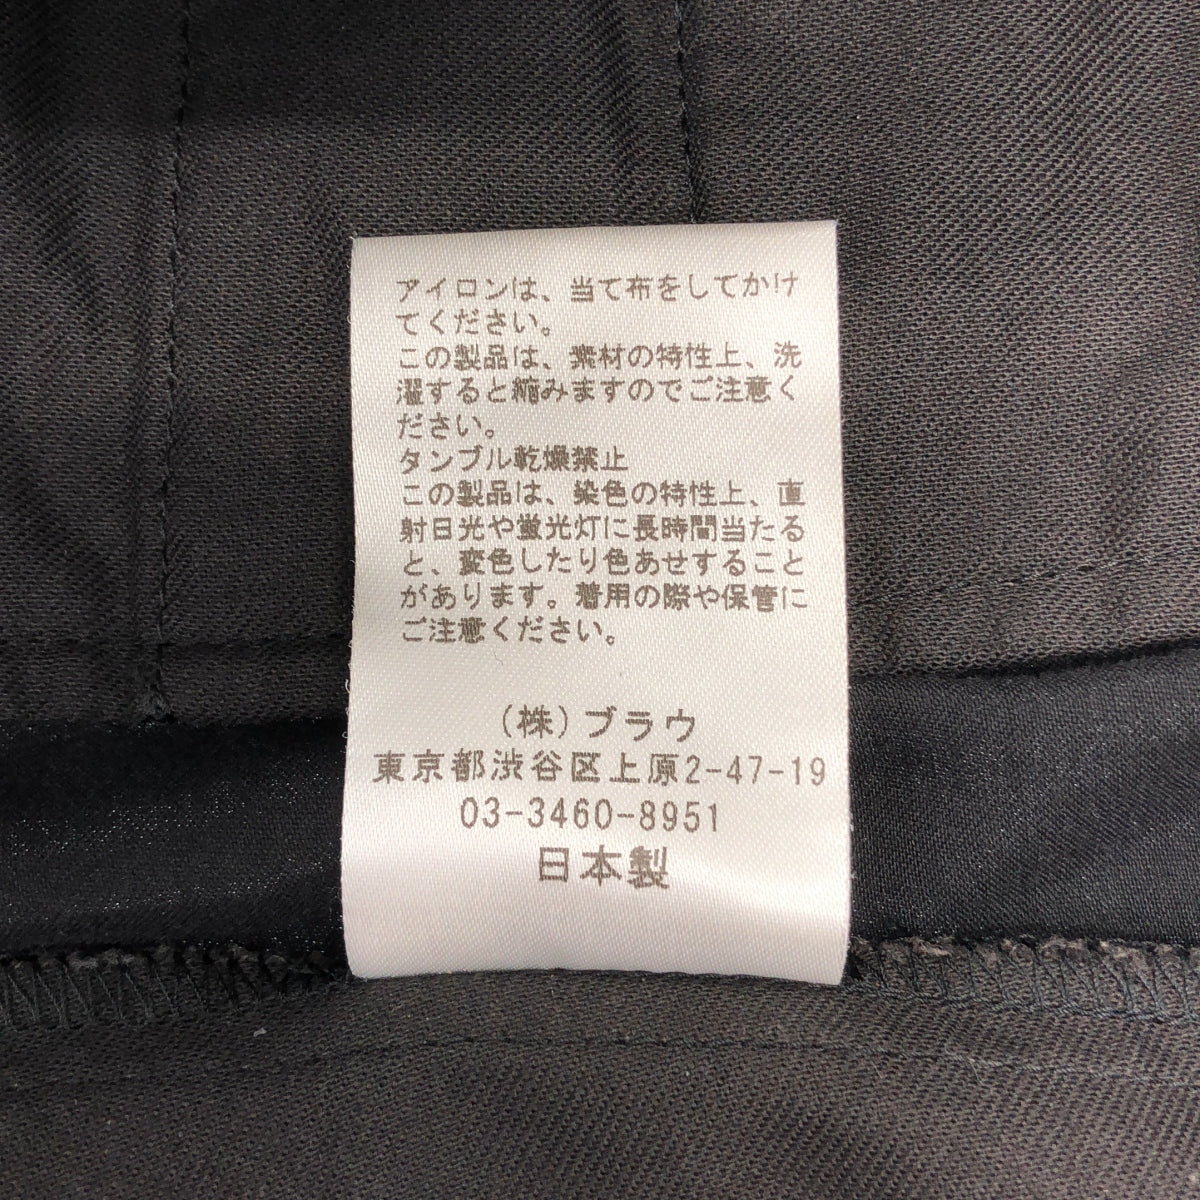 アイロンは、当て布をしてかけ
てください。
この製品は、素材の特性上、洗
濯すると縮みますのでご注意く
ださい。
タンブル乾燥禁止
この製品は、染色の特性上、直
射日光や蛍光灯に長時間当たる
と、変色したり色あせすること
があります。着用の際や保管に
ご注意ください。
（株）ブラウ
東京都渋谷区上原2-47-19
03-3460-8951
日本製